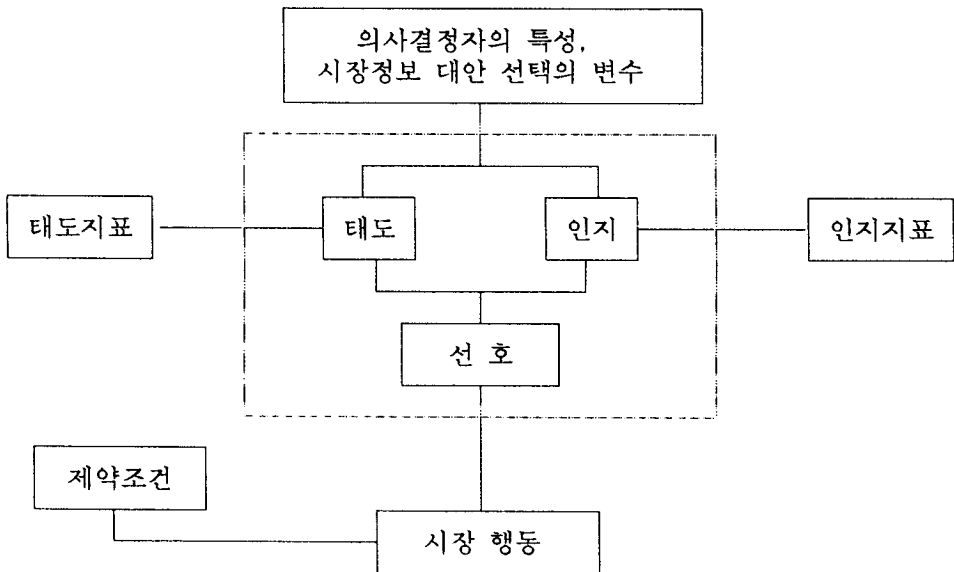 의사결정자의 특성,
시장정보 대안 선택의 변수
태도지표
태도
인지
인지지표
선 호
제약조건
시장 행동